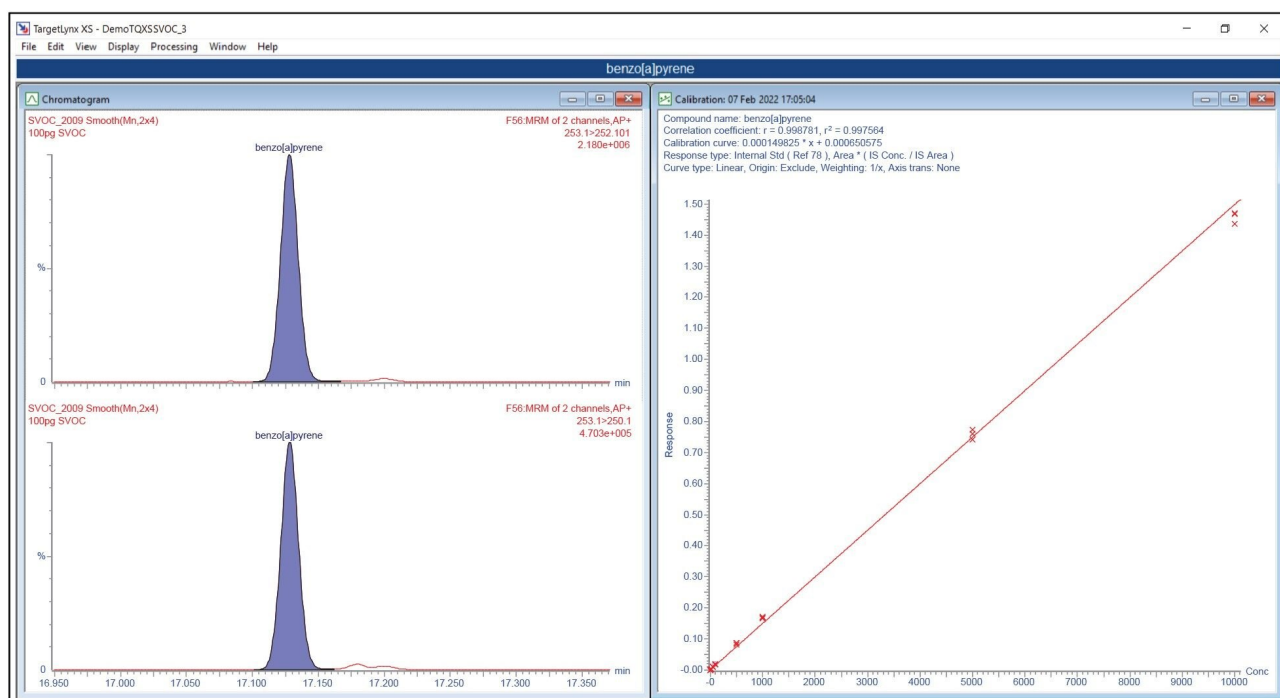 TargetLynx XS - DemoTQXSSVOC_3
File Edit View Display Processing Window Help
benzo[a]pyrene
Chromatogram
SVOC_2009 Smooth(Mn,2x4)
100pg SVOC
F56:MRM of 2 channels,AP+
253.1>252.101
2.180e+006
benzo[a]pyrene
%
0
min
SVOC_2009 Smooth(Mn,2x4)
100pg SVOC
F56:MRM of 2 channels,AP+
253.1>250.1
4.703e+005
benzo[a]pyrene
%
0
min
16.950 17.000 17.050 17.100 17.150 17.200 17.250 17.300 17.350
Calibration: 07 Feb 2022 17:05:04
Compound name: benzo[a]pyrene
Correlation coefficient: r = 0.998781, r² = 0.997564
Calibration curve: 0.000149825 * x + 0.000650575
Response type: Internal Std ( Ref 78 ), Area * ( IS Conc. / IS Area )
Curve type: Linear, Origin: Exclude, Weighting: 1/x, Axis trans: None
1.50
1.40
1.30
1.20
1.10
1.00
0.90
0.80
0.70
Response
0.60
0.50
0.40
0.30
0.20
0.10
-0.00
Conc
-0 1000 2000 3000 4000 5000 6000 7000 8000 9000 10000